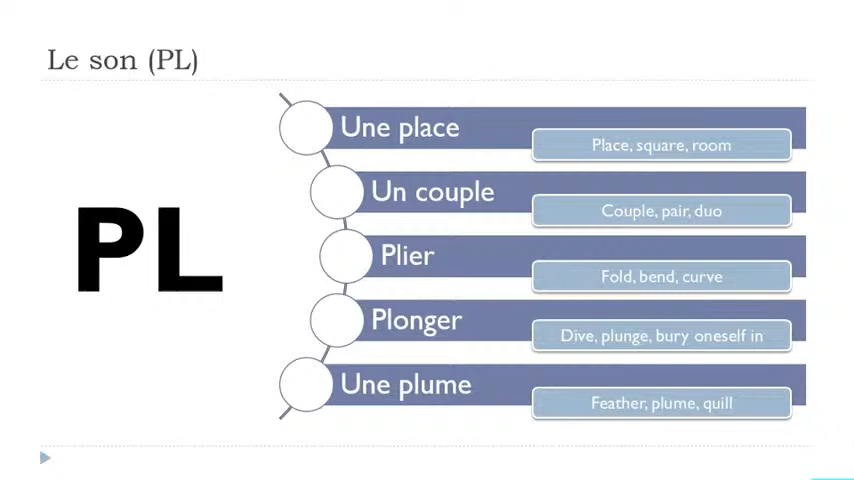 Le son (PL)
PL
Une place
Place, square, room
Un couple
Couple, pair, duo
Plier
Fold, bend, curve
Plonger
Dive, plunge, bury oneself in
Une plume
Feather, plume, quill